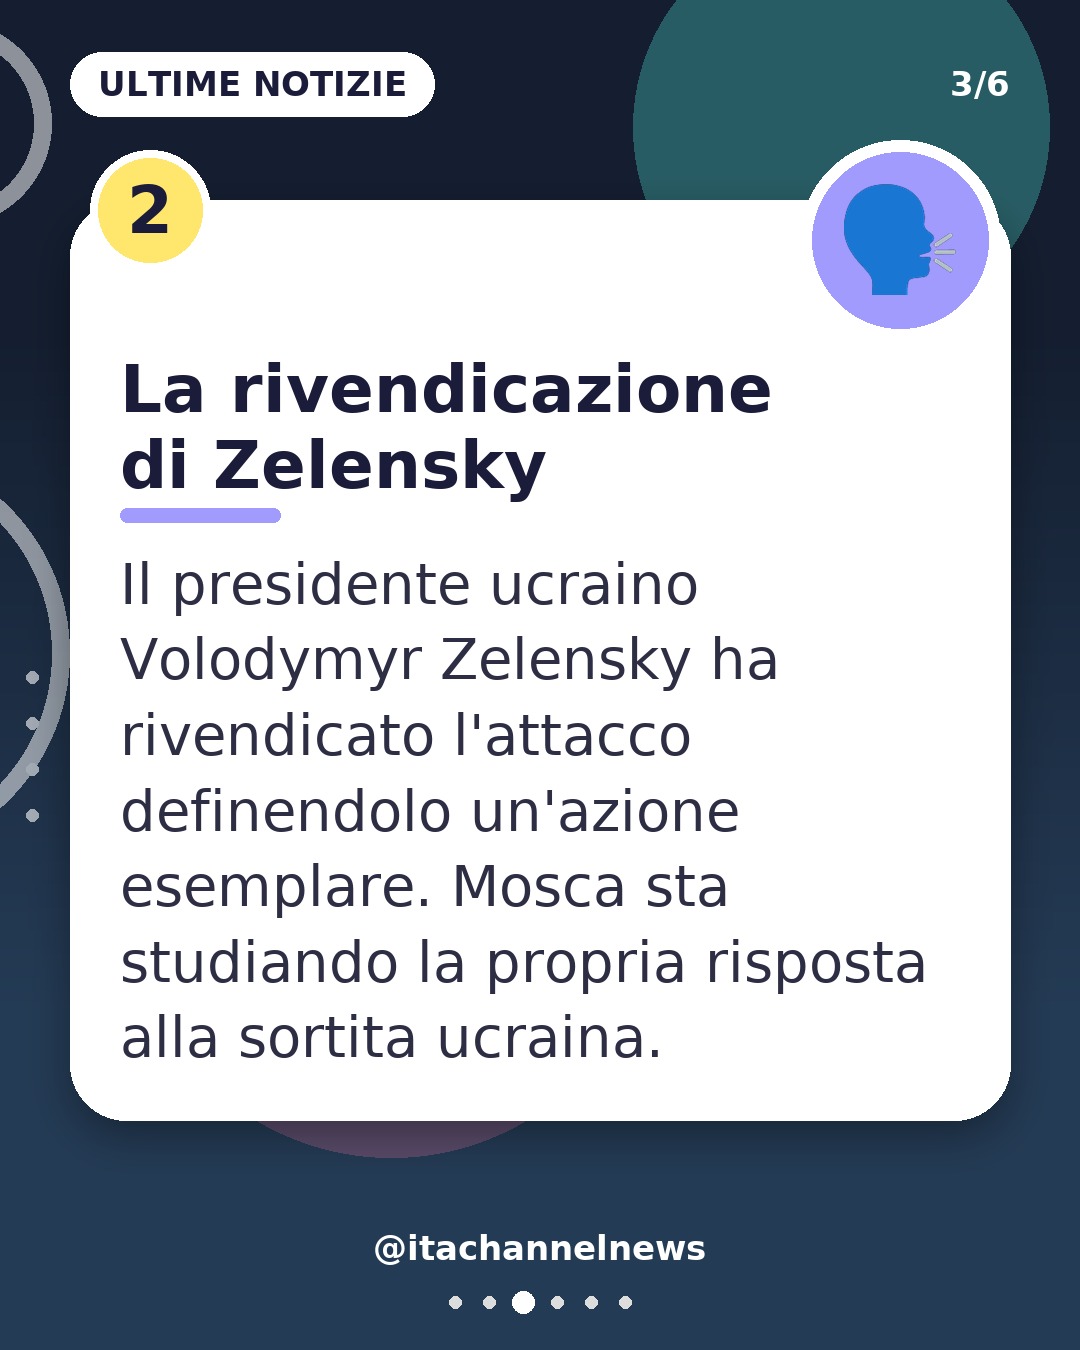 ULTIME NOTIZIE
3/6
2
La rivendicazione
di Zelensky
Il presidente ucraino
Volodymyr Zelensky ha
rivendicato l'attacco
definendolo un'azione
esemplare. Mosca sta
studiando la propria risposta
alla sortita ucraina.
@itachannelnews